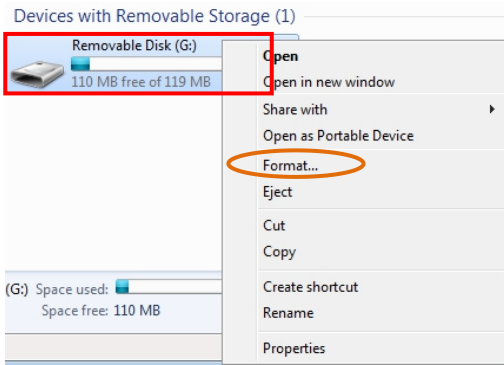 Devices with Removable Storage (1)
Removable Disk (G:)
110 MB free of 119 MB
Open
Open in new window
Share with
Open as Portable Device
Format...
Eject
Cut
Copy
Create shortcut
Rename
Properties
(G:) Space used:
Space free: 110 MB